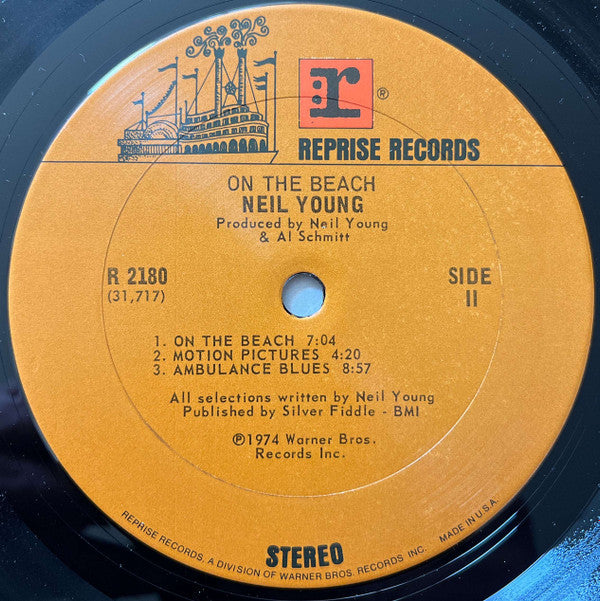 r ®
REPRISE RECORDS
ON THE BEACH
NEIL YOUNG
Produced by Neil Young
& Al Schmitt
R 2180
(31,717)
SIDE
II
1. ON THE BEACH 7:04
2. MOTION PICTURES 4:20
3. AMBULANCE BLUES 8:57
All selections written by Neil Young
Published by Silver Fiddle - BMI
℗1974 Warner Bros.
Records Inc.
STEREO
REPRISE RECORDS, A DIVISION OF WARNER BROS. RECORDS INC. MADE IN U.S.A.